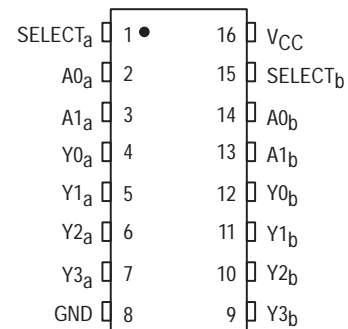 SELECTa 1 16 VCC
A0a 2 15 SELECTb
A1a 3 14 A0b
Y0a 4 13 A1b
Y1a 5 12 Y0b
Y2a 6 11 Y1b
Y3a 7 10 Y2b
GND 8 9 Y3b